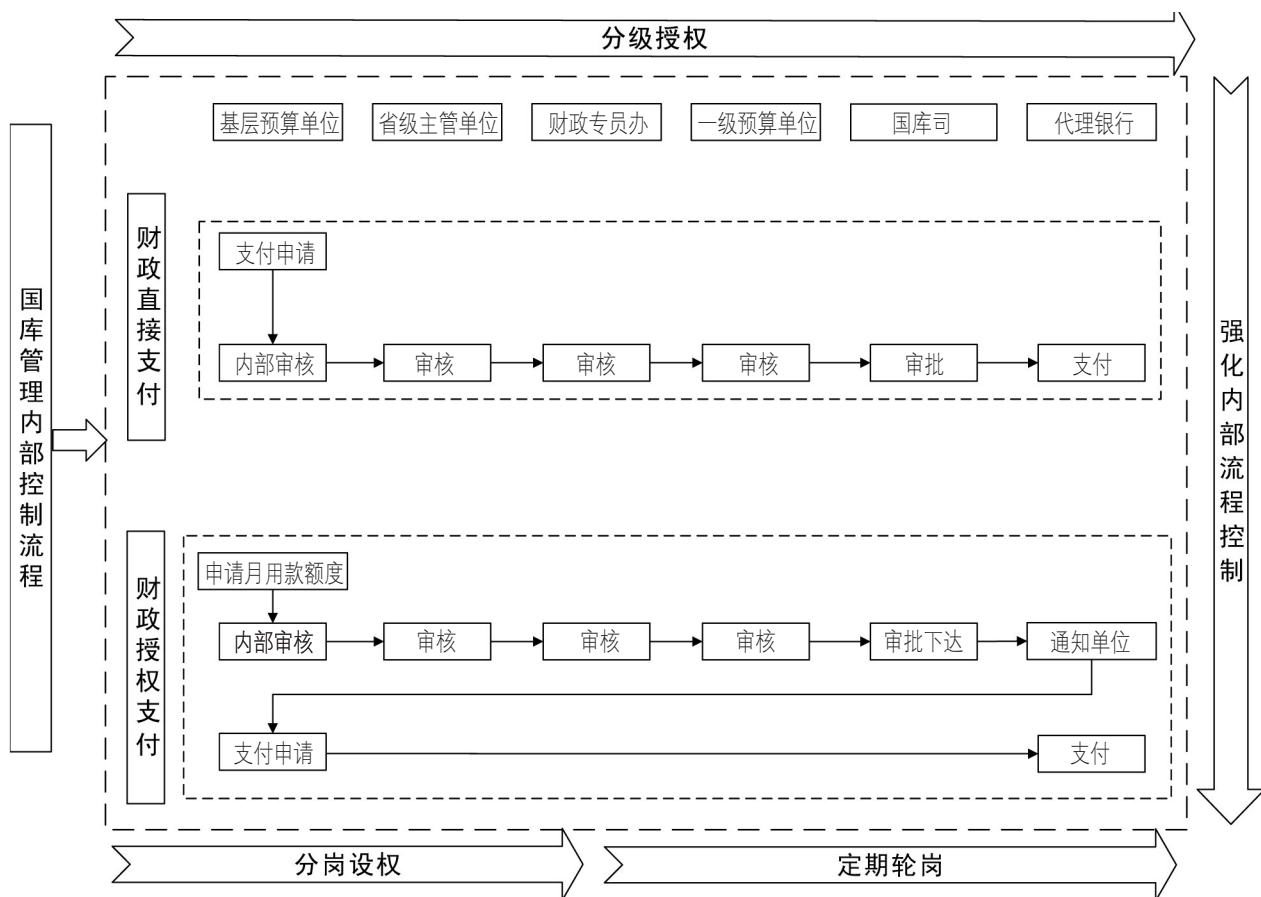 分级授权
基层预算单位
省级主管单位
财政专员办
一级预算单位
国库司
代理银行
国库管理内部控制流程
财政直接支付
支付申请
内部审核
审核
审核
审核
审批
支付
财政授权支付
申请月用款额度
内部审核
审核
审核
审核
审批下达
通知单位
支付申请
支付
强化内部流程控制
分岗设权
定期轮岗